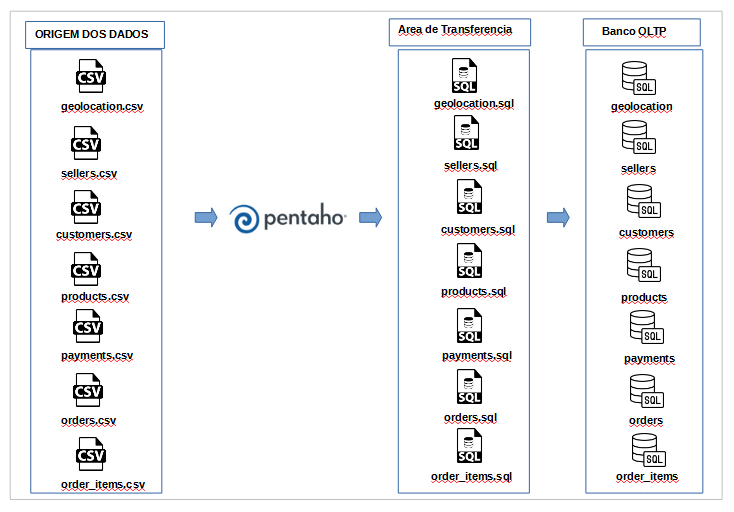 ORIGEM DOS DADOS
CSV
geolocation.csv
CSV
sellers.csv
CSV
customers.csv
CSV
products.csv
CSV
payments.csv
CSV
orders.csv
CSV
order_items.csv
pentaho
Area de Transferencia
SQL
geolocation.sql
SQL
sellers.sql
SQL
customers.sql
SQL
products.sql
SQL
payments.sql
SQL
orders.sql
SQL
order_items.sql
Banco OLTP
SQL
geolocation
SQL
sellers
SQL
customers
SQL
products
SQL
payments
SQL
orders
SQL
order_items